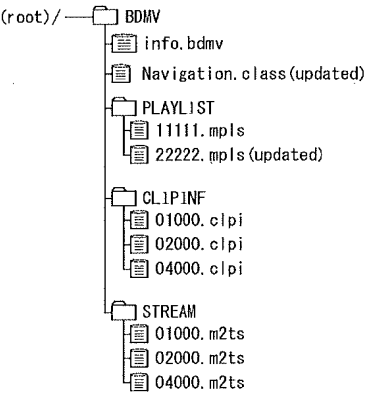 (root)/ BDMV
info.bdmv
Navigation.class(updated)
PLAYLIST
11111.mpls
22222.mpls(updated)
CLIPINF
01000.clpi
02000.clpi
04000.clpi
STREAM
01000.m2ts
02000.m2ts
04000.m2ts